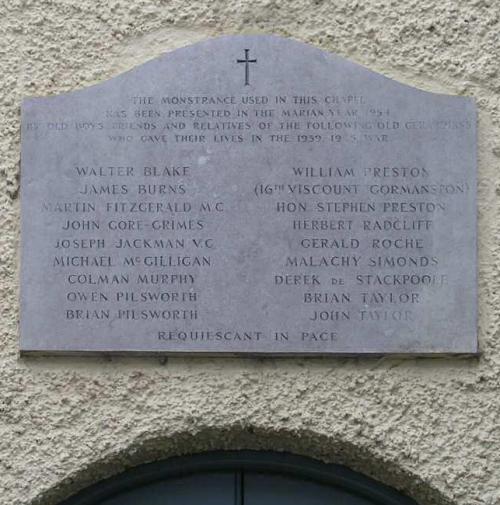 THE MONSTRANCE USED IN THIS CHAPEL
HAS BEEN PRESENTED IN THE MARIAN YEAR 1954
BY OLD BOYS FRIENDS AND RELATIVES OF THE FOLLOWING OLD GERARDIANS
WHO GAVE THEIR LIVES IN THE 1939 1945 WAR
WALTER BLAKE
JAMES BURNS
MARTIN FITZGERALD M.C.
JOHN GORE-GRIMES
JOSEPH JACKMAN V.C
MICHAEL McGILLIGAN
COLMAN MURPHY
OWEN PILSWORTH
BRIAN PILSWORTH
WILLIAM PRESTON
(16TH VISCOUNT GORMANSTON)
HON STEPHEN PRESTON
HERBERT RADCLIFF
GERALD ROCHE
MALACHY SIMONDS
DEREK DE STACKPOOLE
BRIAN TAYLOR
JOHN TAYLOR
REQUIESCANT IN PACE